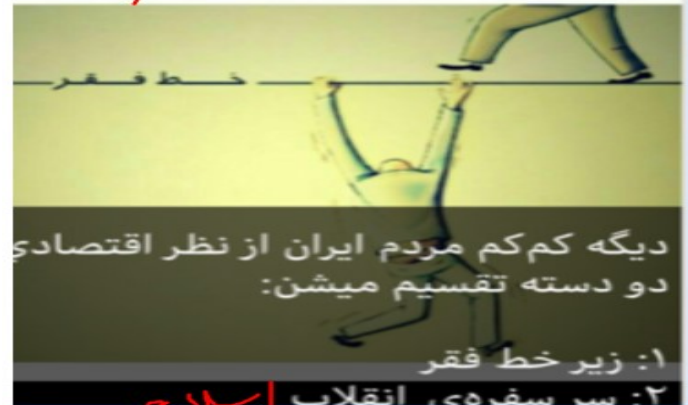 خط فقر
دیگه کم‌کم مردم ایران از نظر اقتصادی
دو دسته تقسیم میشن:
۱: زیر خط فقر
۲: سر سفره‌ی انقلاب